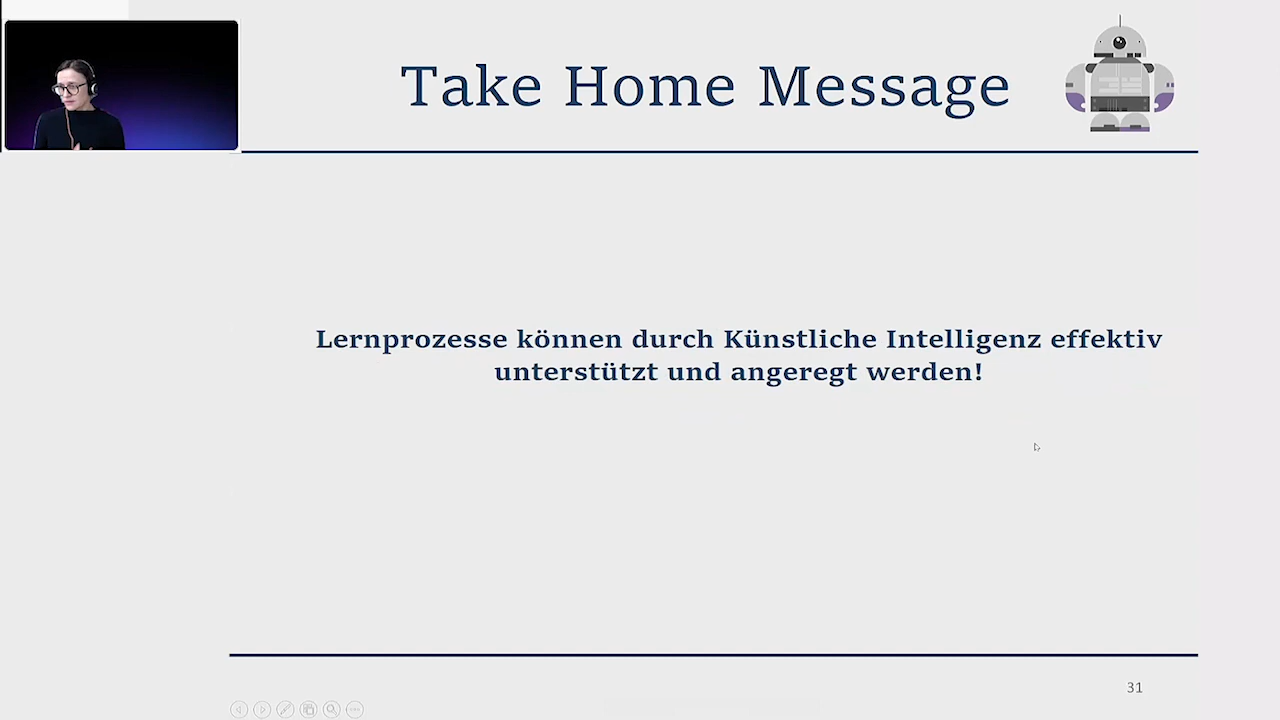 Take Home Message
Lernprozesse können durch Künstliche Intelligenz effektiv
unterstützt und angeregt werden!
31